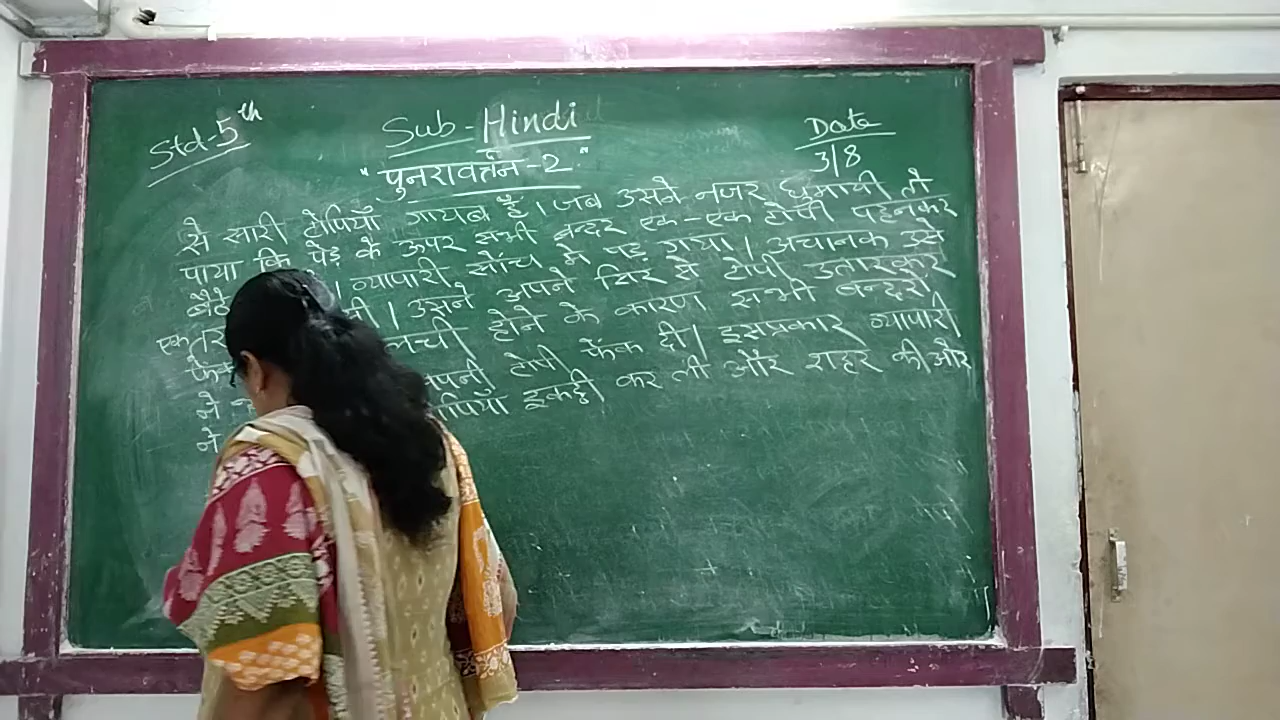 Std-5th
Sub-Hindi
Date
3/8
"पुनरावर्तन-2"
से सारी टोपियाँ गायब है। जब उसने नजर घुमायी तो
पाया कि पेड़ के ऊपर सभी बन्दर एक-एक टोपी पहनकर
बैठे । व्यापारी सोंच मे पड़ गया। अचानक उसे
एक । उसने अपने सिर से टोपी उतारकर
होने के कारण सभी बन्दरो
ने टोपी फेंक दी। इसप्रकार व्यापारी
ने इकट्ठी कर ली और शहर की ओर